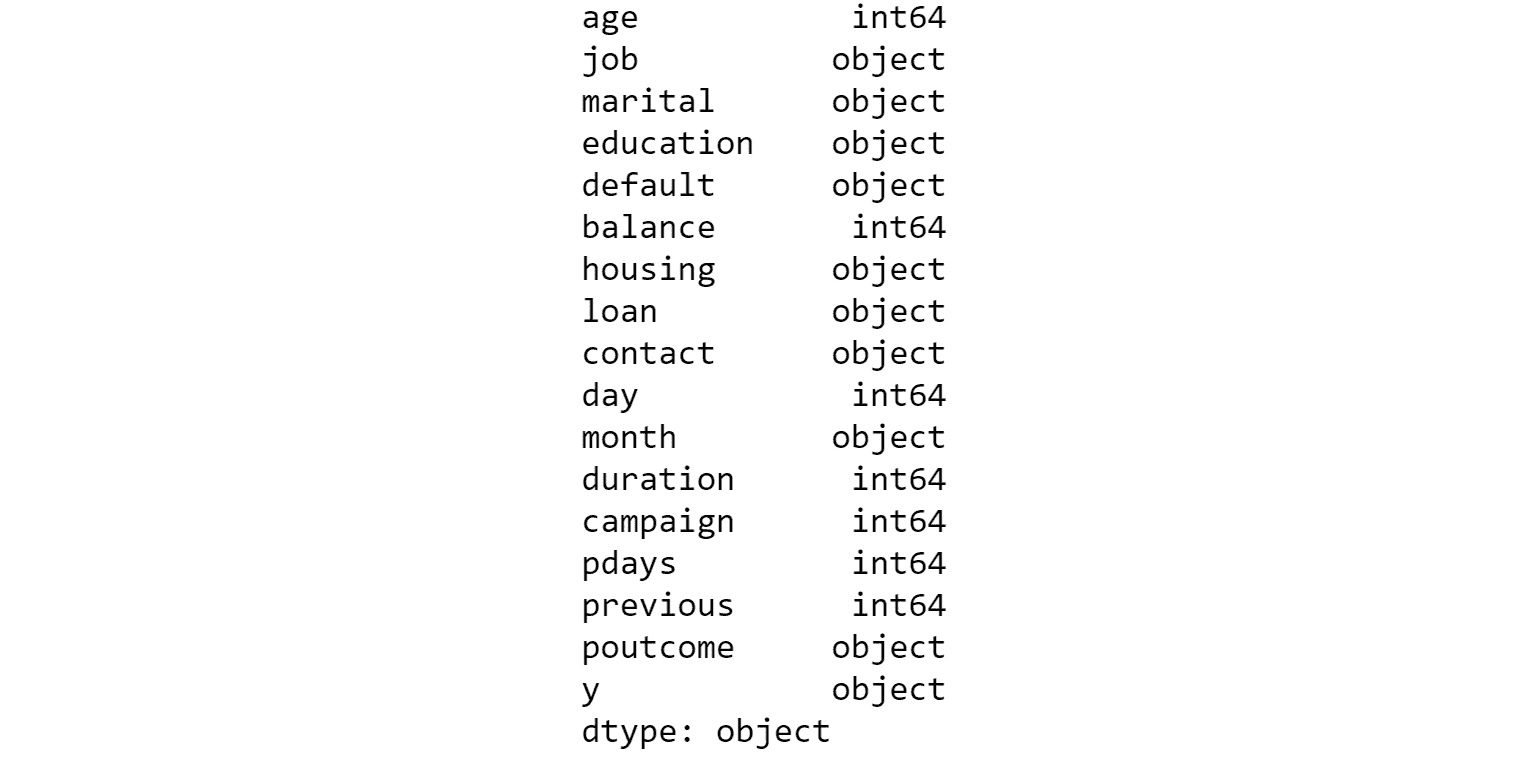 age int64
job object
marital object
education object
default object
balance int64
housing object
loan object
contact object
day int64
month object
duration int64
campaign int64
pdays int64
previous int64
poutcome object
y object
dtype: object